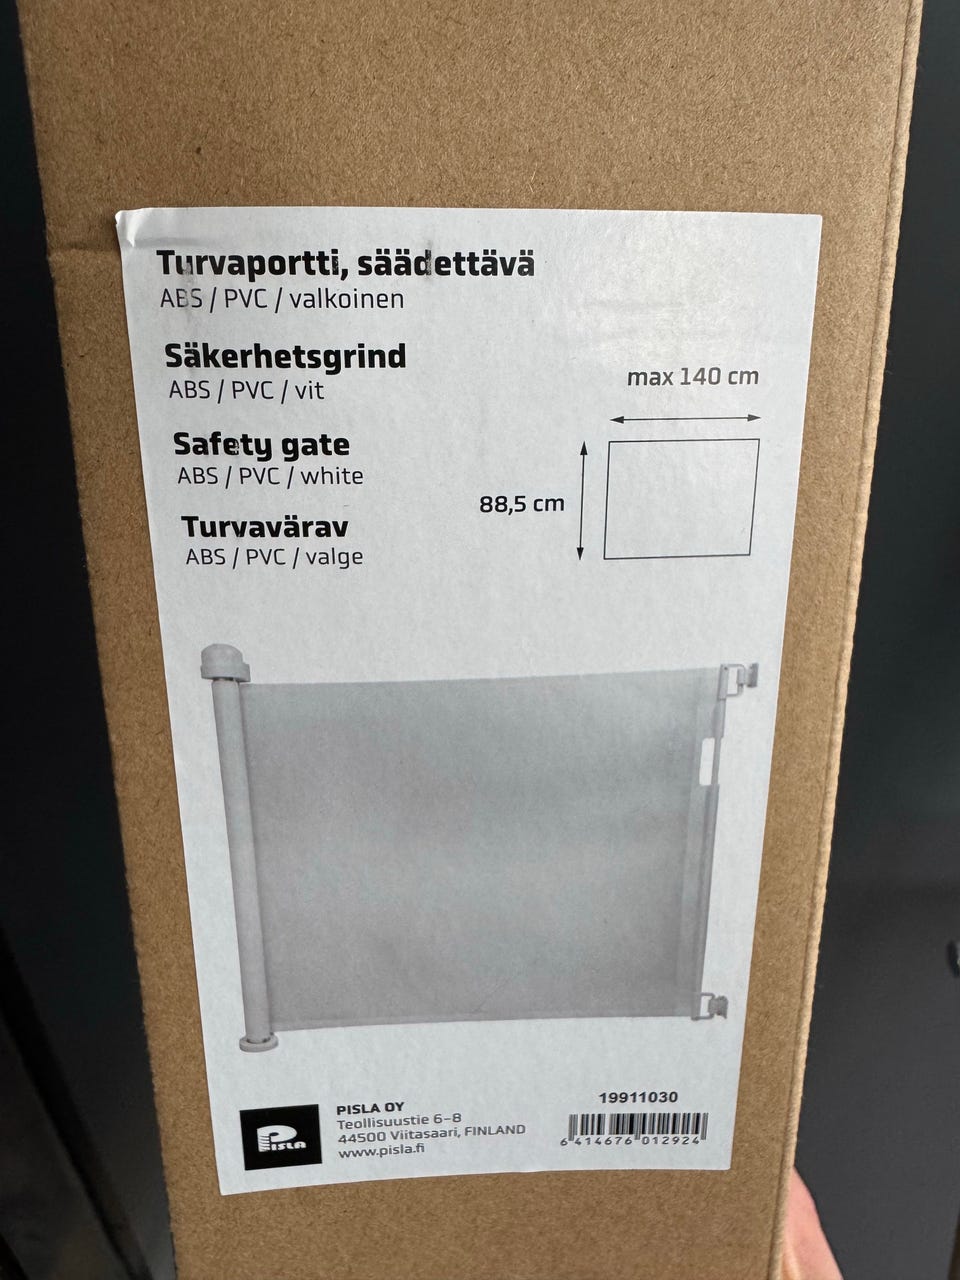 Turvaportti, säädettävä
ABS / PVC / valkoinen
Säkerhetsgrind
ABS / PVC / vit
Safety gate
ABS / PVC / white
Turvavärav
ABS / PVC / valge
max 140 cm
88,5 cm
PISLA
PISLA OY
Teollisuustie 6-8
44500 Viitasaari, FINLAND
www.pisla.fi
19911030
6 414676 012924